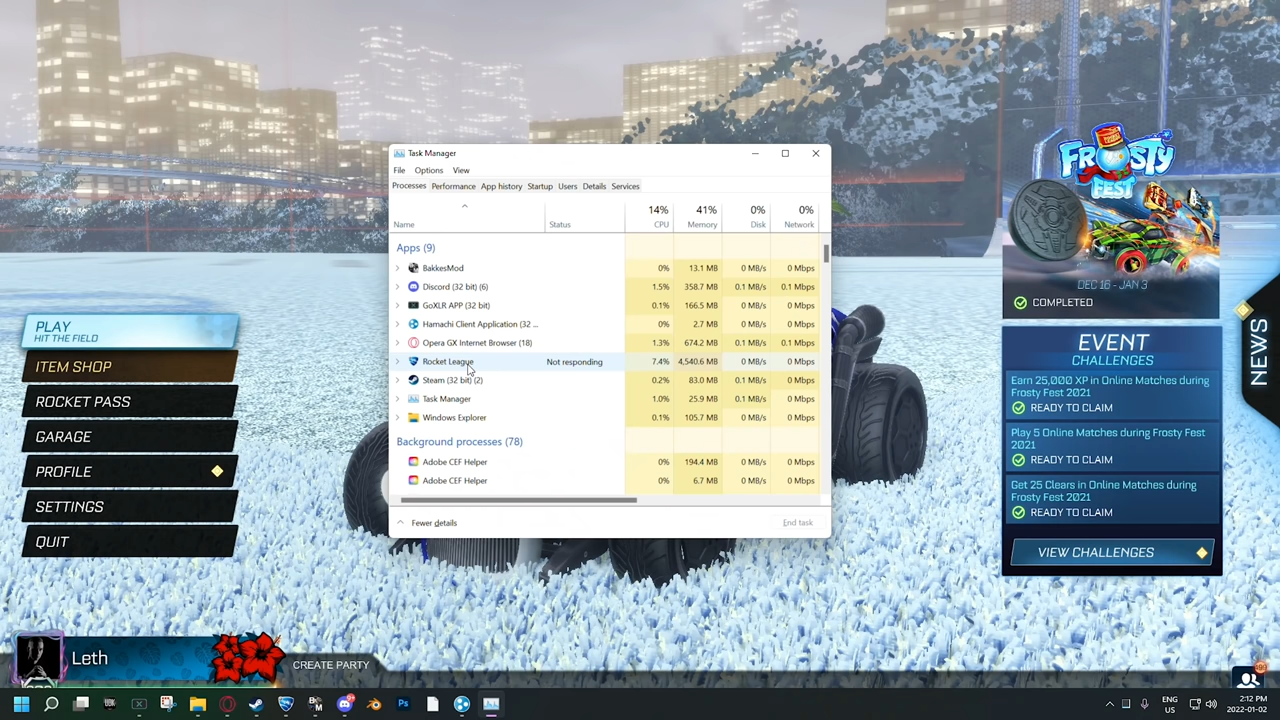 Task Manager
File Options View
Processes Performance App history Startup Users Details Services
14% 41% 0% 0%
Name Status CPU Memory Disk Network
Apps (9)
BakkesMod 0% 13.1 MB 0 MB/s 0 Mbps
Discord (32 bit) (6) 1.5% 358.7 MB 0.1 MB/s 0.1 Mbps
GoXLR APP (32 bit) 0.1% 166.5 MB 0 MB/s 0 Mbps
Hamachi Client Application (32 ... 0% 2.7 MB 0 MB/s 0 Mbps
Opera GX Internet Browser (18) 1.3% 674.2 MB 0.1 MB/s 0 Mbps
Rocket League Not responding 7.4% 4,540.6 MB 0 MB/s 0 Mbps
Steam (32 bit) (2) 0.2% 83.0 MB 0.1 MB/s 0 Mbps
Task Manager 1.0% 25.9 MB 0.1 MB/s 0 Mbps
Windows Explorer 0.1% 105.7 MB 0 MB/s 0 Mbps
Background processes (78)
Adobe CEF Helper 0% 194.4 MB 0 MB/s 0 Mbps
Adobe CEF Helper 0% 6.7 MB 0 MB/s 0 Mbps
Fewer details End task
PLAY
HIT THE FIELD
ITEM SHOP
ROCKET PASS
GARAGE
PROFILE
SETTINGS
QUIT
FROSTY
FEST
DEC 16 - JAN 3
COMPLETED
NEWS
EVENT
CHALLENGES
Earn 25,000 XP in Online Matches during
Frosty Fest 2021
READY TO CLAIM
Play 5 Online Matches during Frosty Fest
2021
READY TO CLAIM
Get 25 Clears in Online Matches during
Frosty Fest 2021
READY TO CLAIM
VIEW CHALLENGES
Leth
CREATE PARTY
Ps
ENG
US
2:12 PM
2022-01-02